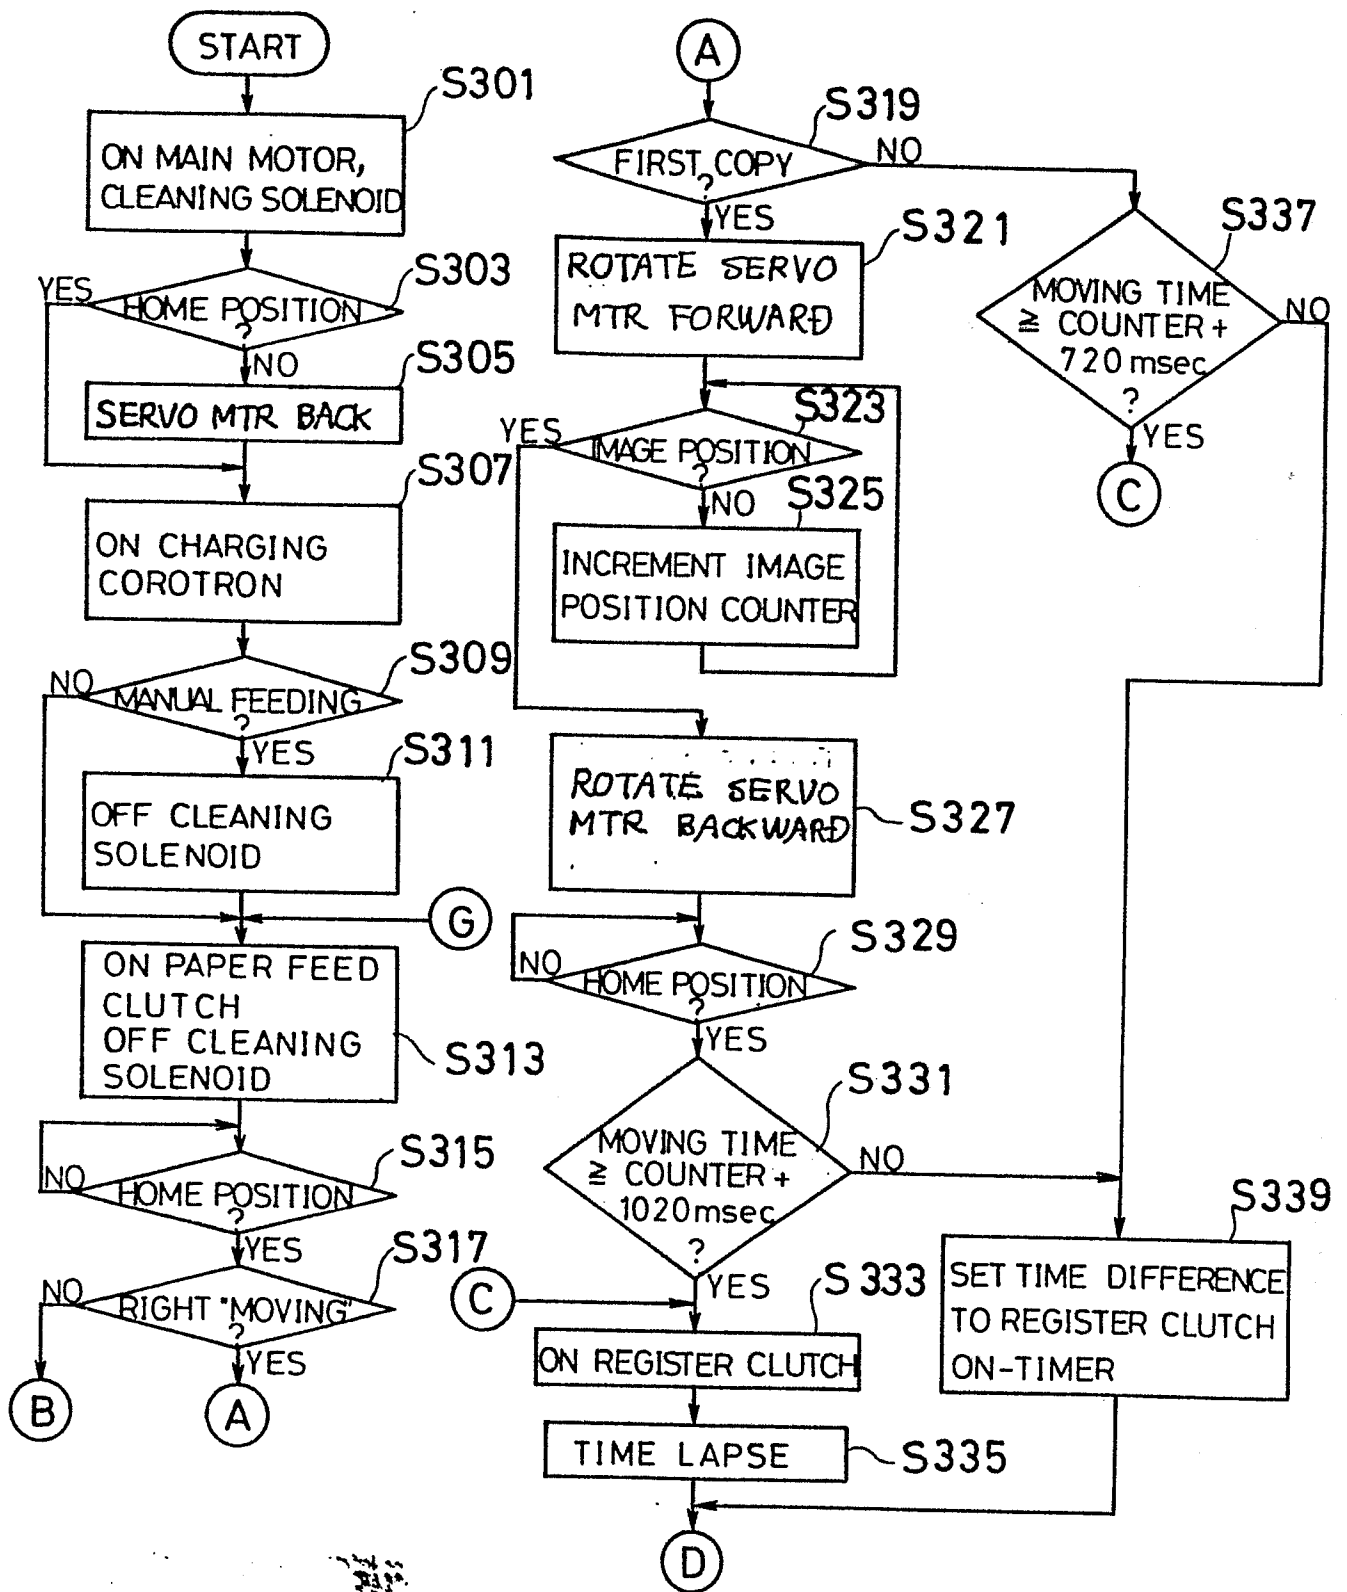 START
S301
ON MAIN MOTOR,
CLEANING SOLENOID
S303
YES
HOME POSITION
?
NO
S305
SERVO MTR BACK
S307
ON CHARGING
COROTRON
S309
NO
MANUAL FEEDING
?
YES
S311
OFF CLEANING
SOLENOID
G
ON PAPER FEED
CLUTCH
OFF CLEANING
SOLENOID
S313
S315
NO
HOME POSITION
?
YES
S317
NO
RIGHT "MOVING"
?
YES
B
A
A
S319
FIRST COPY
?
NO
YES
S321
ROTATE SERVO
MTR FORWARD
S323
YES
IMAGE POSITION
?
NO
S325
INCREMENT IMAGE
POSITION COUNTER
ROTATE SERVO
MTR BACKWARD
S327
S329
NO
HOME POSITION
?
YES
S331
MOVING TIME
≧ COUNTER +
1020 msec
?
NO
YES
C
S333
ON REGISTER CLUTCH
TIME LAPSE
S335
D
S337
MOVING TIME
≧ COUNTER +
720 msec
?
NO
YES
C
S339
SET TIME DIFFERENCE
TO REGISTER CLUTCH
ON-TIMER